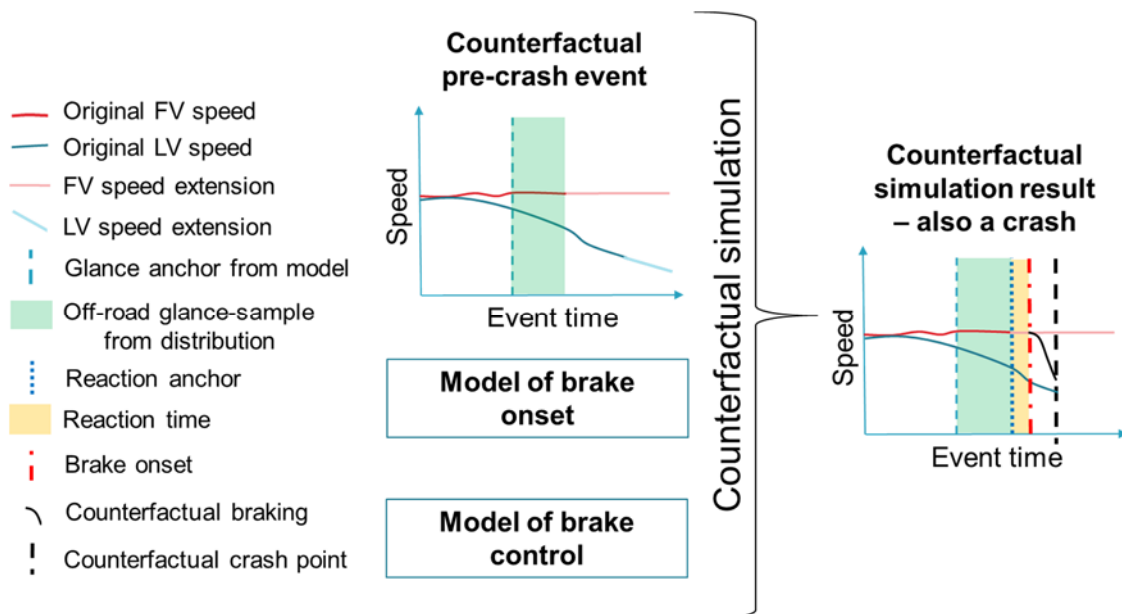 Original FV speed
Original LV speed
FV speed extension
LV speed extension
Glance anchor from model
Off-road glance-sample
from distribution
Reaction anchor
Reaction time
Brake onset
Counterfactual braking
Counterfactual crash point
Counterfactual
pre-crash event
Speed
Event time
Model of brake
onset
Model of brake
control
Counterfactual simulation
Counterfactual
simulation result
– also a crash
Speed
Event time